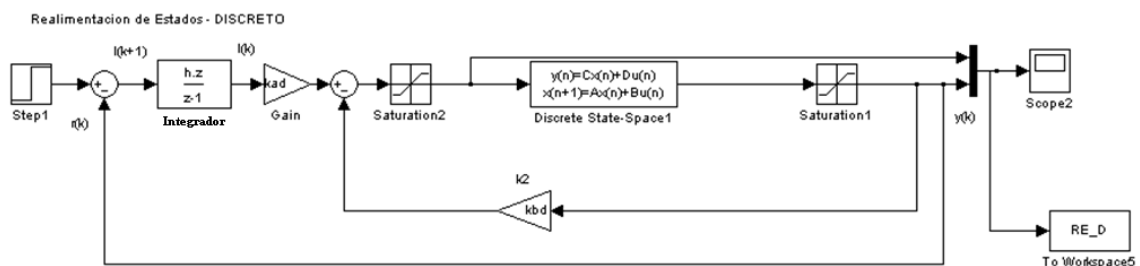 Realimentacion de Estados - DISCRETO
I(k+1)
I(k)
h.z
z-1
kad
Step1
r(k)
Integrador
Gain
Saturation2
y(n)=Cx(n)+Du(n)
x(n+1)=Ax(n)+Bu(n)
Discrete State-Space1
Saturation1
y(k)
Scope2
k2
kbd
RE_D
To Workspace5